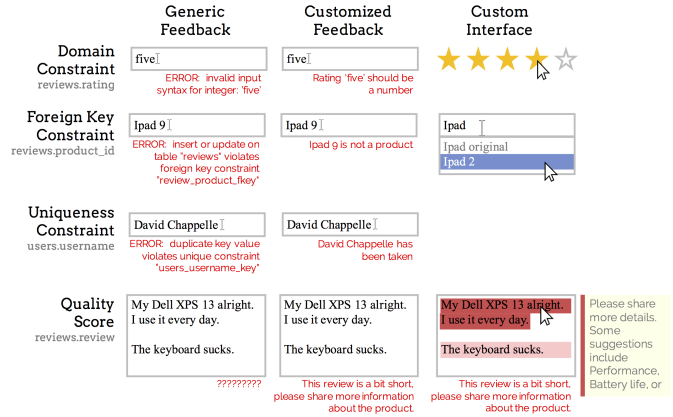 Generic Feedback
Customized Feedback
Custom Interface
Domain Constraint
reviews.rating
five
ERROR: invalid input
syntax for integer: 'five'
five
Rating 'five' should be
a number
Foreign Key
Constraint
reviews.product_id
Ipad 9
ERROR: insert or update on
table "reviews" violates
foreign key constraint
"review_product_fkey"
Ipad 9
Ipad 9 is not a product
Ipad
Ipad original
Ipad 2
Uniqueness
Constraint
users.username
David Chappelle
ERROR: duplicate key value
violates unique constraint
"users_username_key"
David Chappelle
David Chappelle has
been taken
Quality
Score
reviews.review
My Dell XPS 13 alright.
I use it every day.
The keyboard sucks.
?????????
My Dell XPS 13 alright.
I use it every day.
The keyboard sucks.
This review is a bit short,
please share more information
about the product.
My Dell XPS 13 alright.
I use it every day.
The keyboard sucks.
This review is a bit short,
please share more information
about the product.
Please share
more details.
Some
suggestions
include
Performance,
Battery life, or